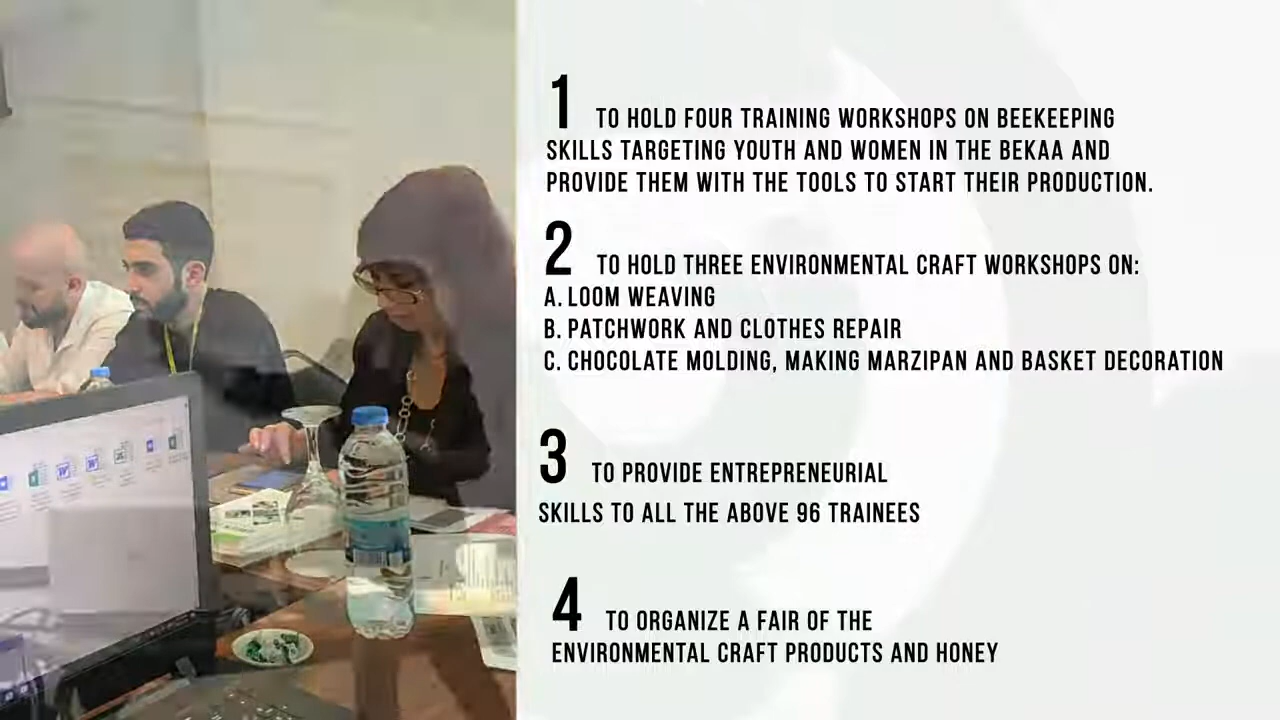 1 TO HOLD FOUR TRAINING WORKSHOPS ON BEEKEEPING
SKILLS TARGETING YOUTH AND WOMEN IN THE BEKAA AND
PROVIDE THEM WITH THE TOOLS TO START THEIR PRODUCTION.
2 TO HOLD THREE ENVIRONMENTAL CRAFT WORKSHOPS ON:
A. LOOM WEAVING
B. PATCHWORK AND CLOTHES REPAIR
C. CHOCOLATE MOLDING, MAKING MARZIPAN AND BASKET DECORATION
3 TO PROVIDE ENTREPRENEURIAL
SKILLS TO ALL THE ABOVE 96 TRAINEES
4 TO ORGANIZE A FAIR OF THE
ENVIRONMENTAL CRAFT PRODUCTS AND HONEY